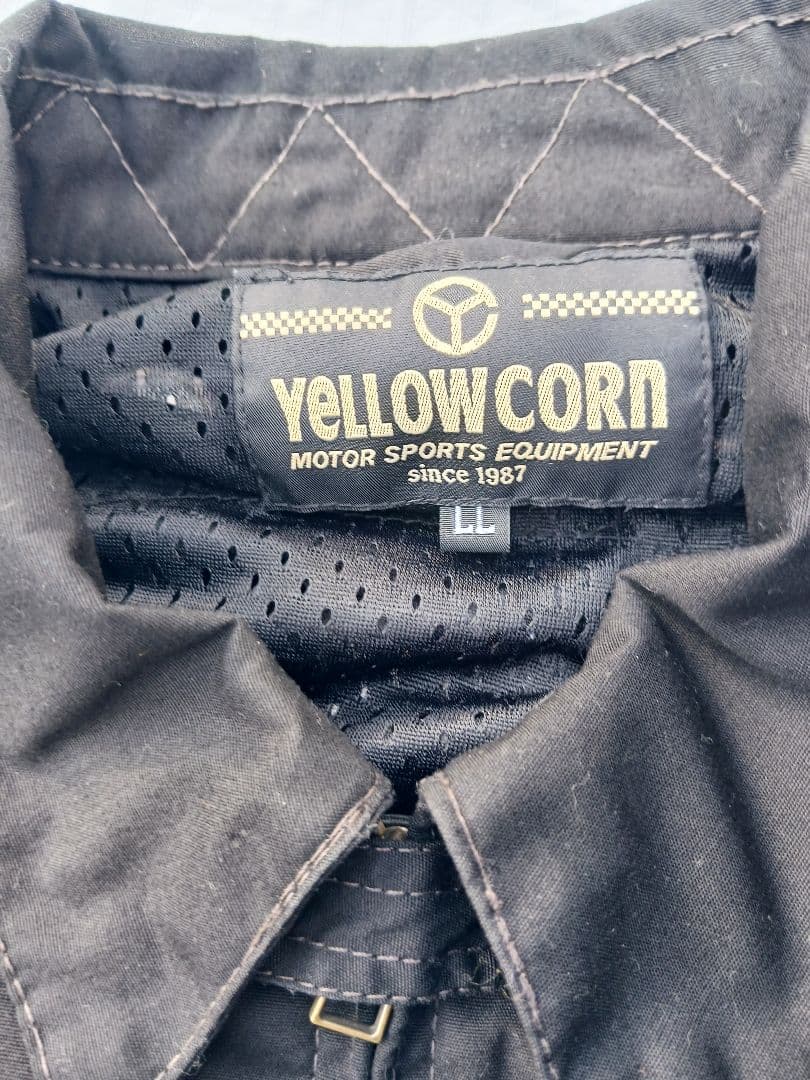 YeLLOWCORn
MOTOR SPORTS EQUIPMENT
since 1987
LL